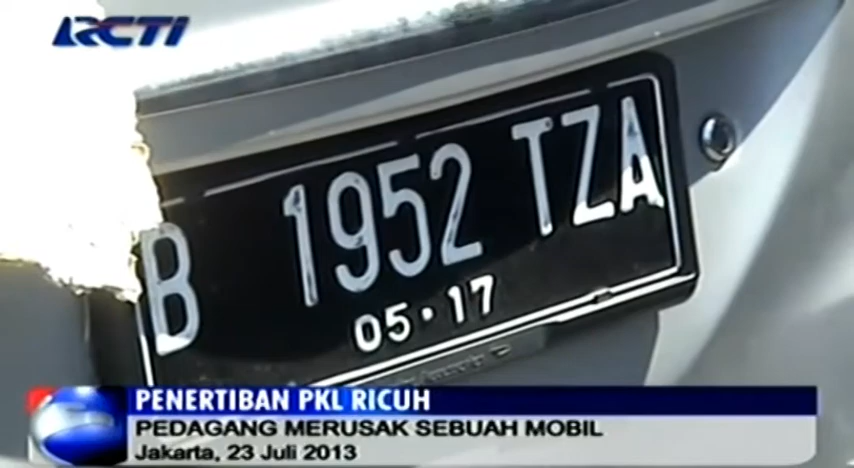 RCTI
B 1952 TZA
05·17
PENERTIBAN PKL RICUH
PEDAGANG MERUSAK SEBUAH MOBIL
Jakarta, 23 Juli 2013